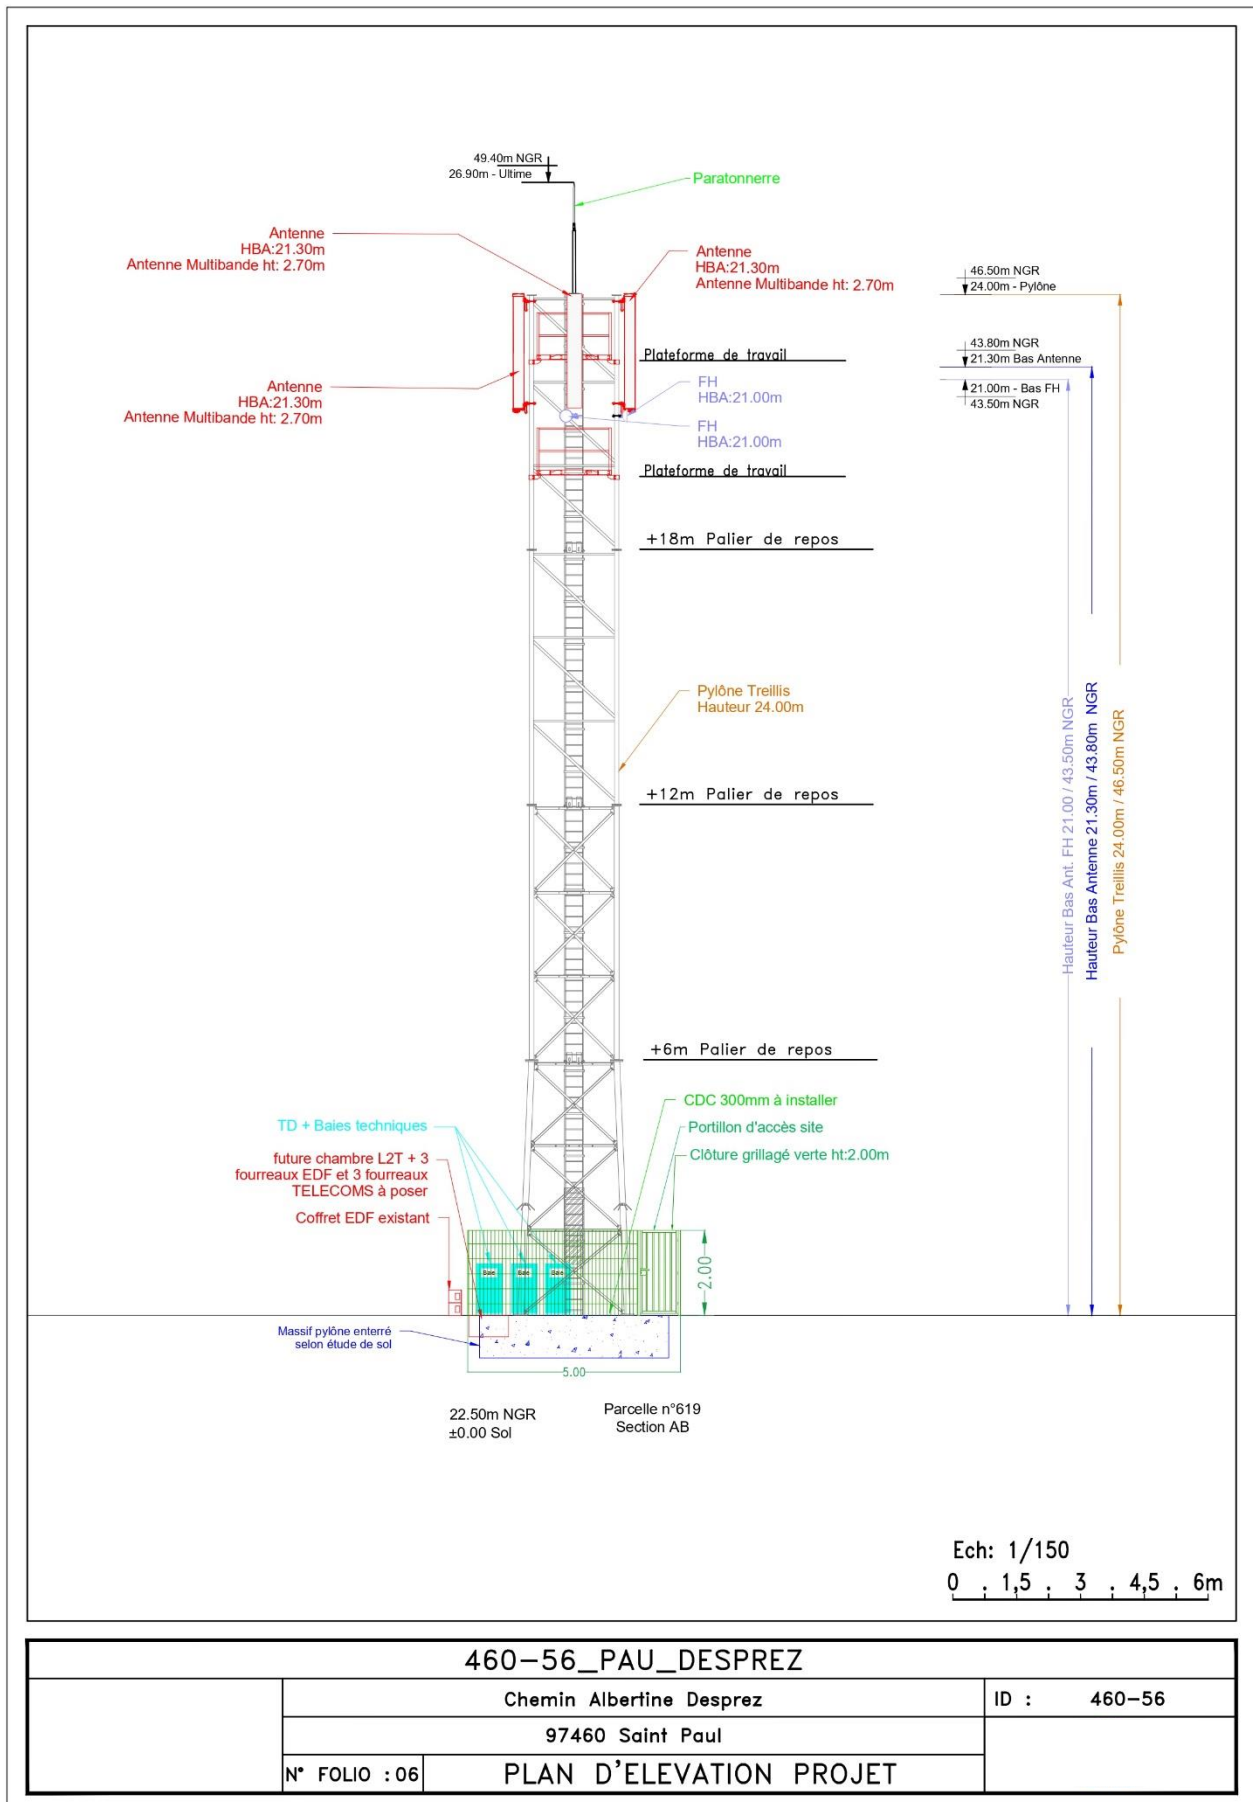 49.40m NGR
26.90m - Ultime
Paratonnerre
Antenne
HBA:21.30m
Antenne Multibande ht: 2.70m
Antenne
HBA:21.30m
Antenne Multibande ht: 2.70m
46.50m NGR
24.00m - Pylône
43.80m NGR
21.30m Bas Antenne
21.00m - Bas FH
43.50m NGR
Plateforme de travail
Antenne
HBA:21.30m
Antenne Multibande ht: 2.70m
FH
HBA:21.00m
FH
HBA:21.00m
Plateforme de travail
+18m Palier de repos
Pylône Treillis
Hauteur 24.00m
+12m Palier de repos
Hauteur Bas Ant. FH 21.00 / 43.50m NGR
Hauteur Bas Antenne 21.30m / 43.80m NGR
Pylône Treillis 24.00m / 46.50m NGR
+6m Palier de repos
CDC 300mm à installer
TD + Baies techniques
Portillon d'accès site
Clôture grillagé verte ht:2.00m
future chambre L2T + 3
fourreaux EDF et 3 fourreaux
TELECOMS à poser
Coffret EDF existant
Baie
Baie
Baie
2.00
Massif pylône enterré
selon étude de sol
5.00
22.50m NGR
±0.00 Sol
Parcelle n°619
Section AB
Ech: 1/150
0 . 1,5 . 3 . 4,5 . 6m
460-56_PAU_DESPREZ
Chemin Albertine Desprez
ID : 460-56
97460 Saint Paul
N° FOLIO : 06
PLAN D'ELEVATION PROJET